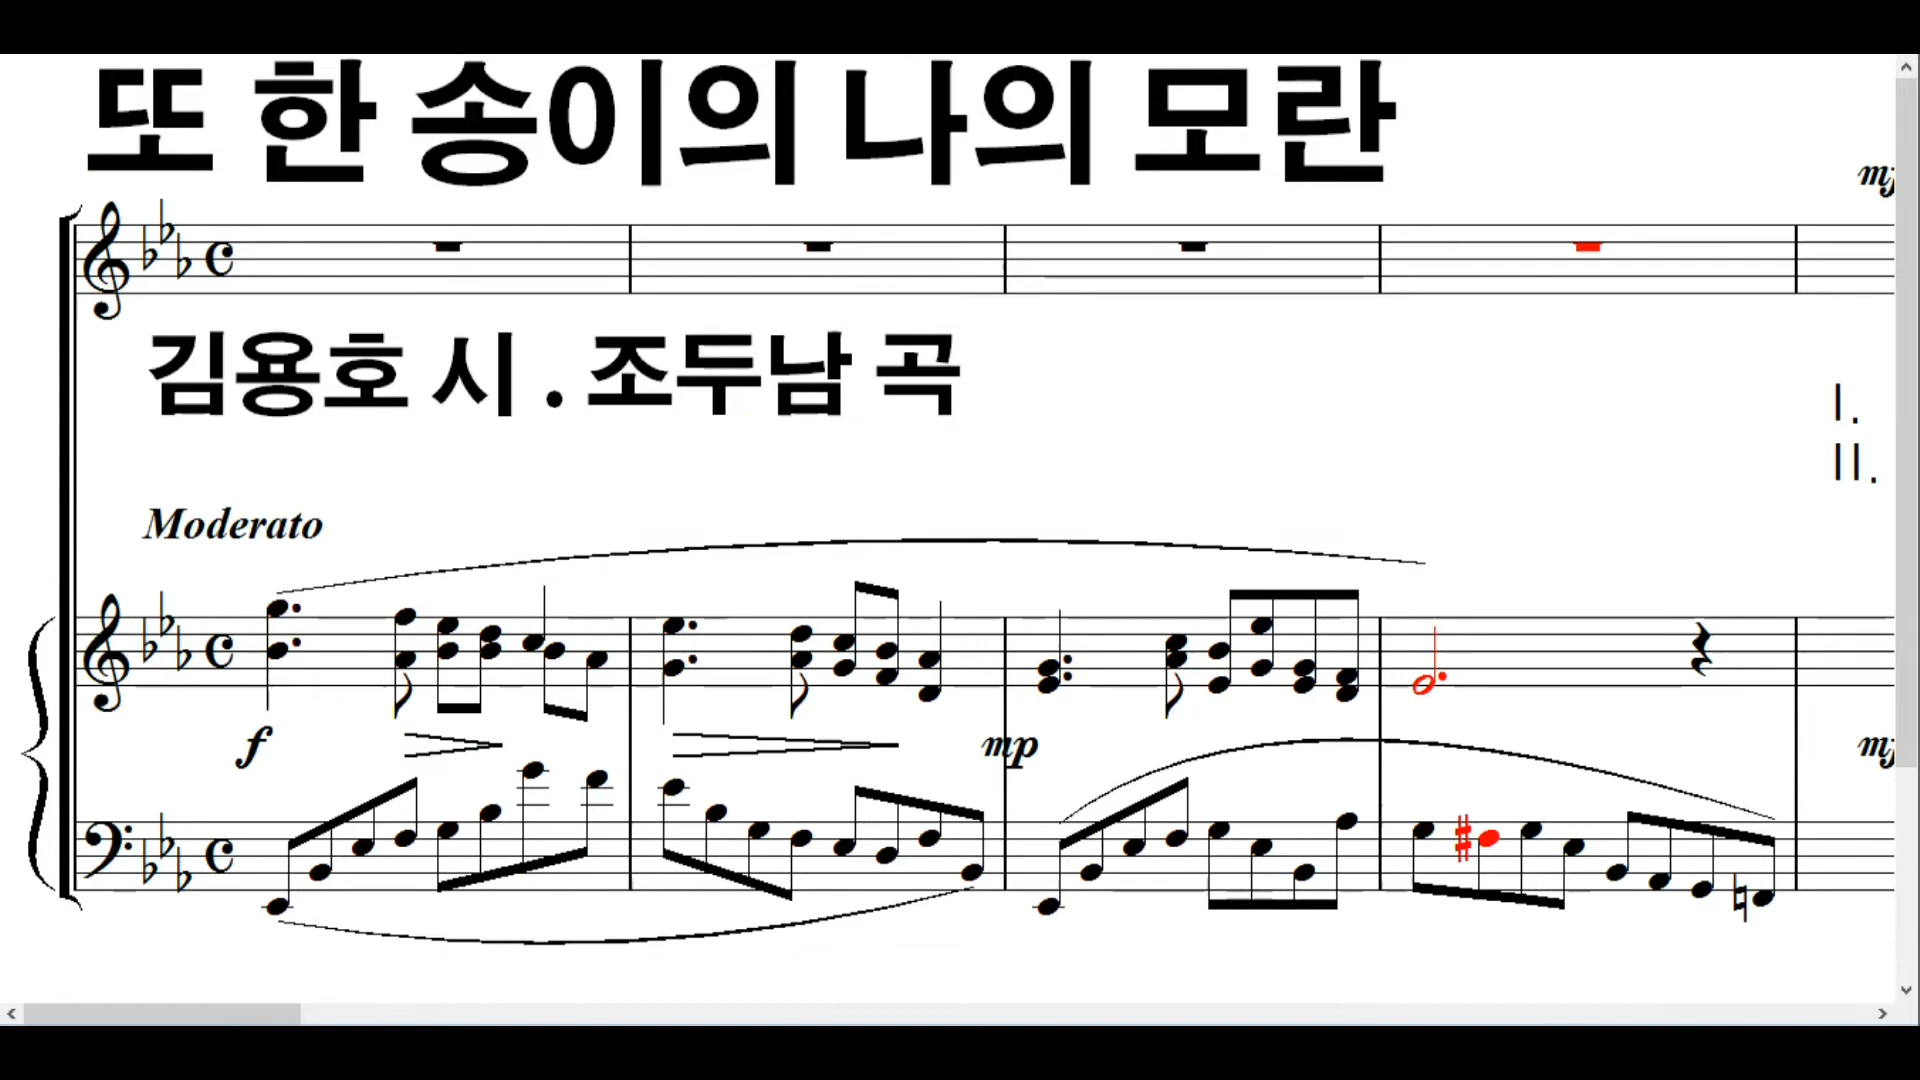 또 한 송이의 나의 모란
김용호 시 . 조두남 곡
I.
II.
Moderato
f
mp